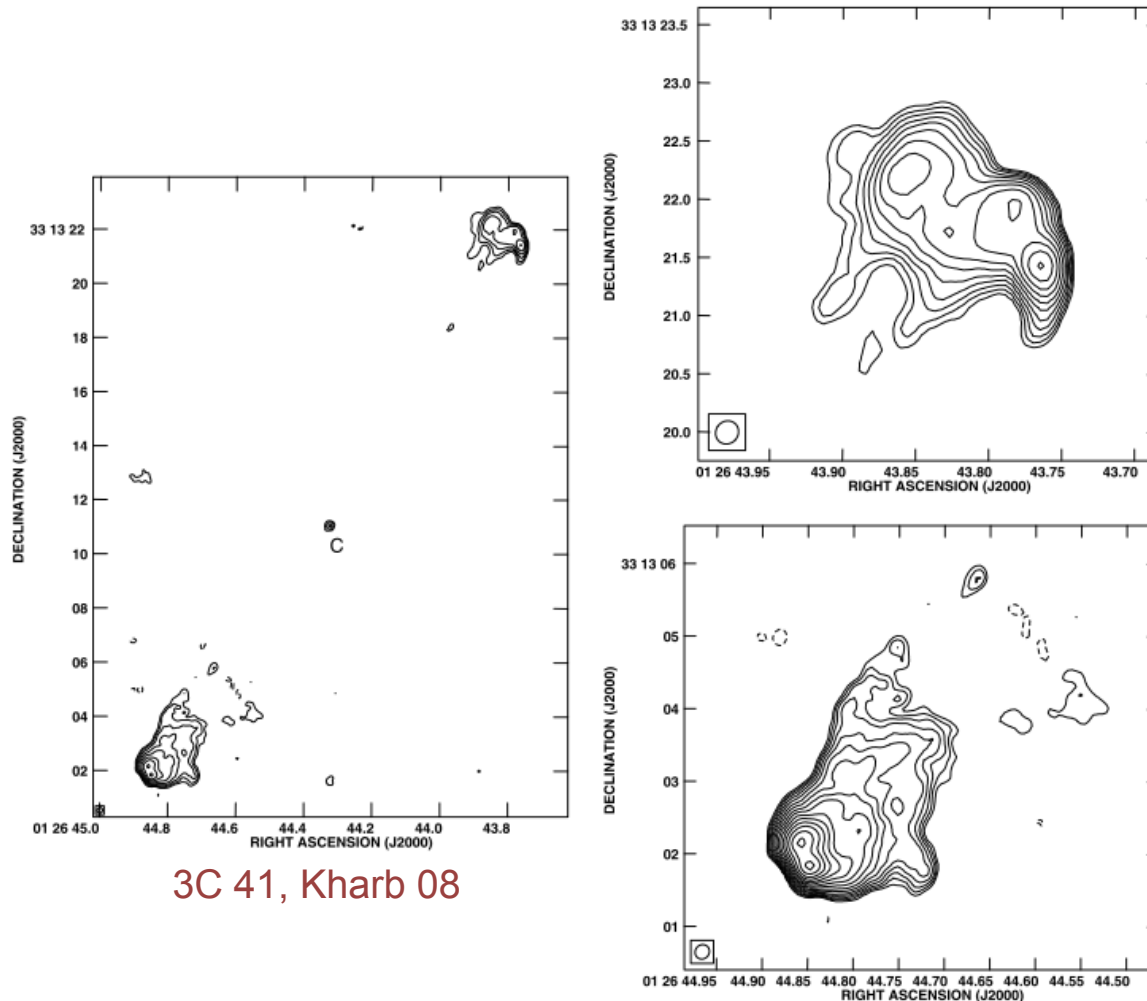 DECLINATION (J2000)
33 13 22
20
18
16
14
12
10
08
06
04
02
C
01 26 45.0 44.8 44.6 44.4 44.2 44.0 43.8
RIGHT ASCENSION (J2000)
3C 41, Kharb 08
DECLINATION (J2000)
33 13 23.5
23.0
22.5
22.0
21.5
21.0
20.5
20.0
01 26 43.95 43.90 43.85 43.80 43.75 43.70
RIGHT ASCENSION (J2000)
DECLINATION (J2000)
33 13 06
05
04
03
02
01
01 26 44.95 44.90 44.85 44.80 44.75 44.70 44.65 44.60 44.55 44.50
RIGHT ASCENSION (J2000)